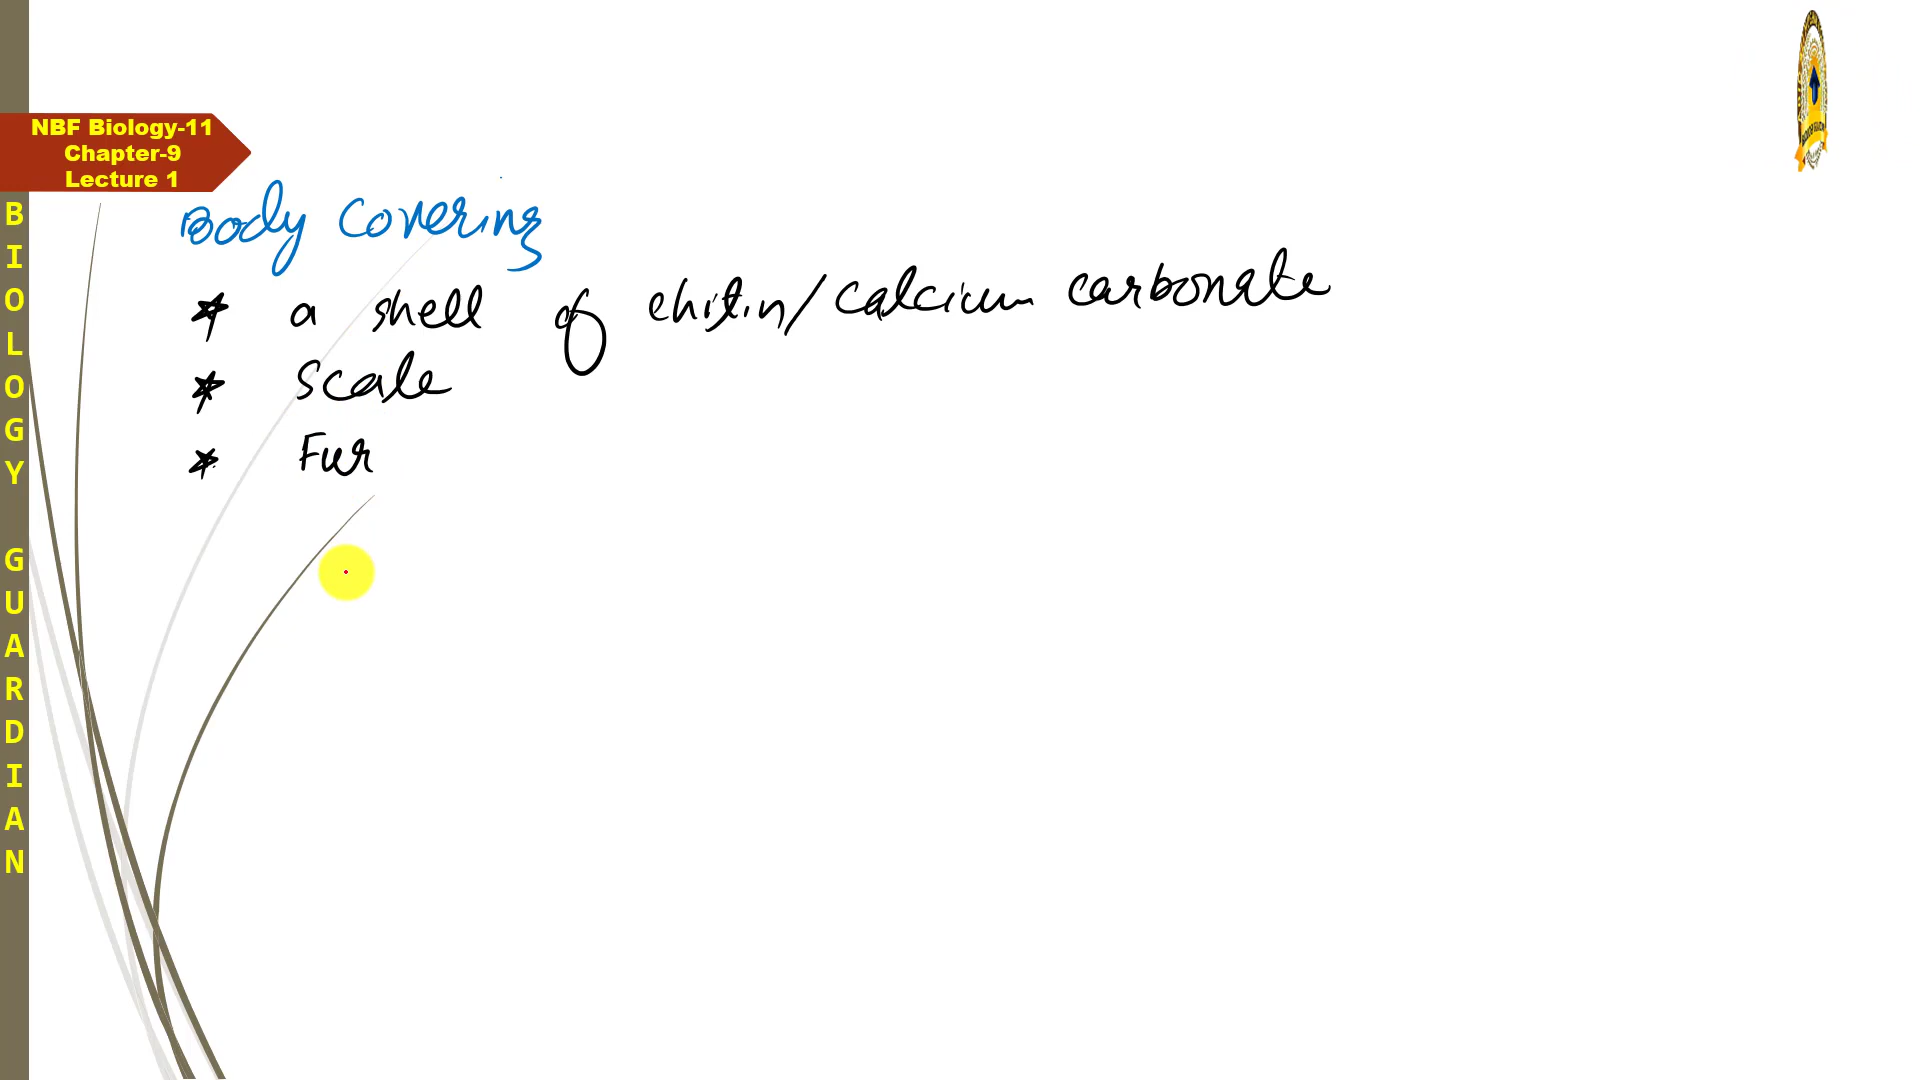 NBF Biology-11
Chapter-9
Lecture 1
BIOLOGY GUARDIAN
Body Covering
* a shell of chitin/calcium carbonate
* Scale
* Fur